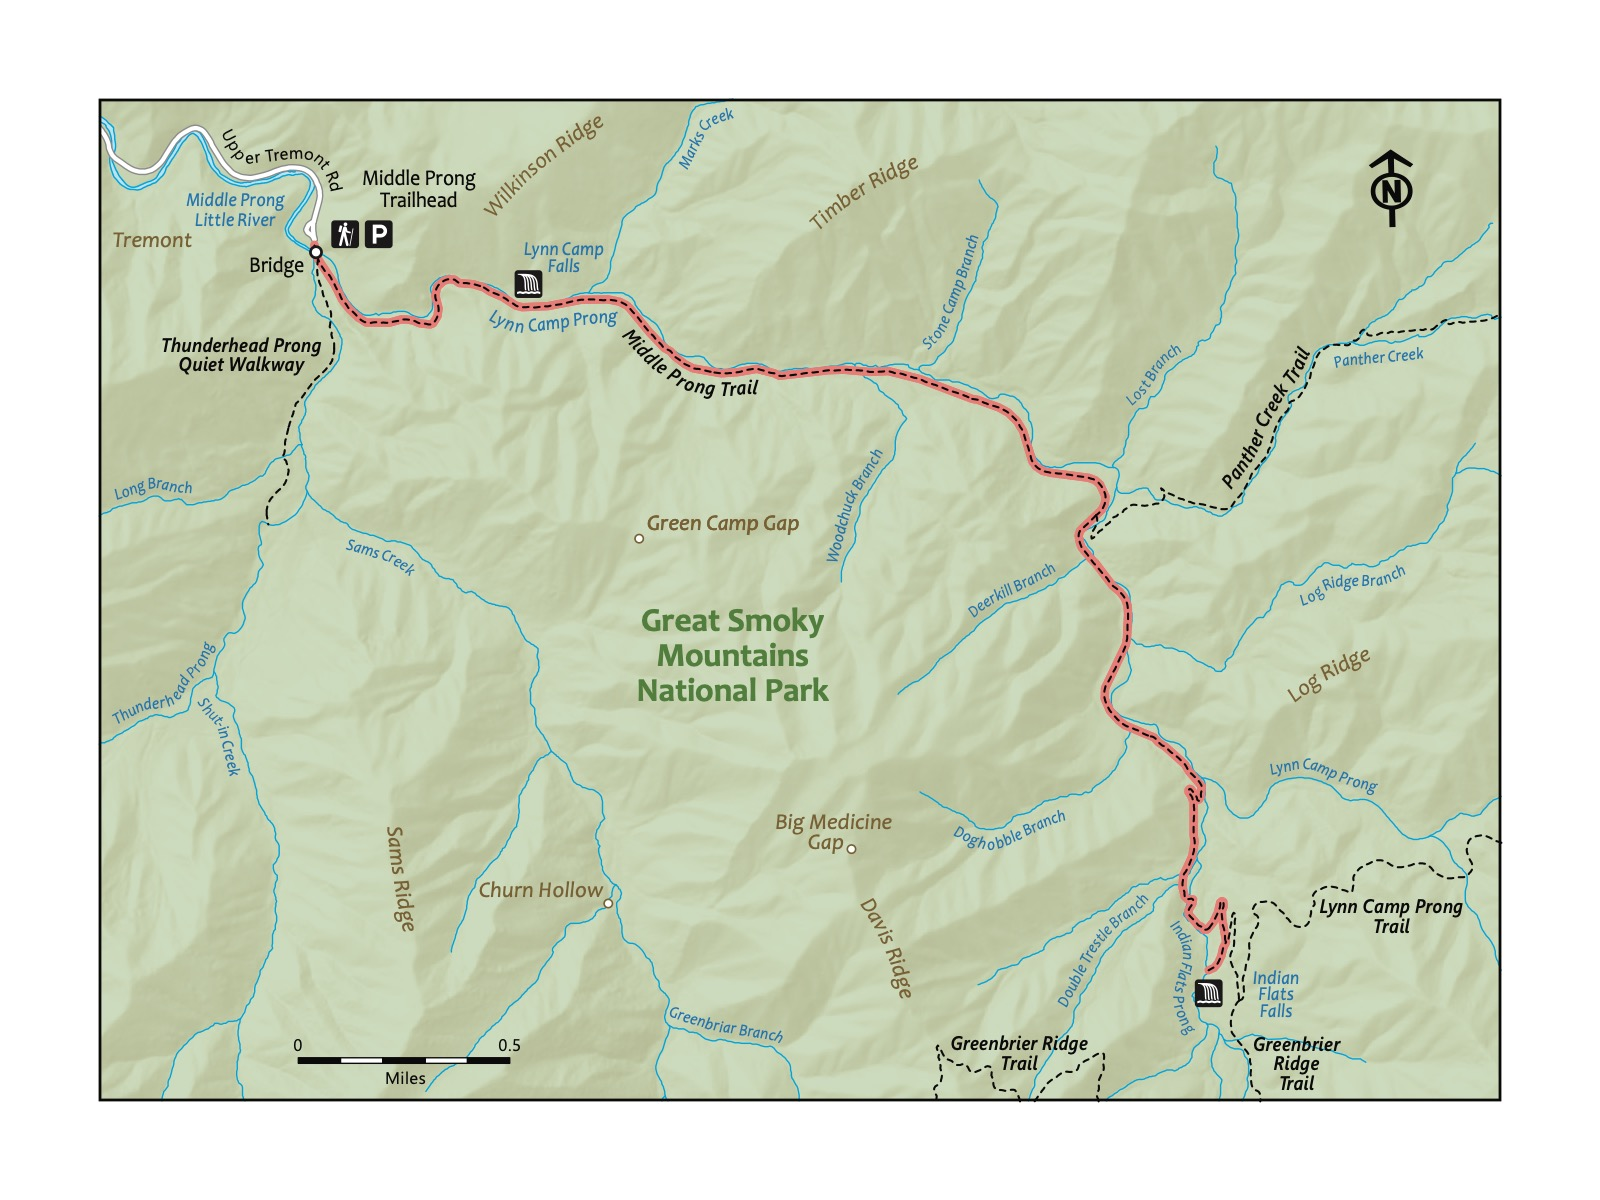 Marks Creek
Wilkinson Ridge
Upper Tremont Rd
Timber Ridge
Middle Prong
Trailhead
N
Middle Prong
Little River
P
Tremont
Bridge
Lynn Camp
Falls
Stone Camp Branch
Lynn Camp Prong
Middle Prong Trail
Thunderhead Prong
Quiet Walkway
Lost Branch
Panther Creek Trail
Panther Creek
Long Branch
Woodchuck Branch
Green Camp Gap
Sams Creek
Deerkill Branch
Log Ridge Branch
Great Smoky
Mountains
National Park
Thunderhead Prong
Log Ridge
Shut-in Creek
Lynn Camp Prong
Big Medicine
Gap
Doghobble Branch
Sams Ridge
Churn Hollow
Davis Ridge
Lynn Camp Prong
Trail
Double Trestle Branch
Indian Flats Prong
Indian
Flats
Falls
Greenbriar Branch
Greenbrier Ridge
Trail
Greenbrier
Ridge
Trail
0 0.5
Miles